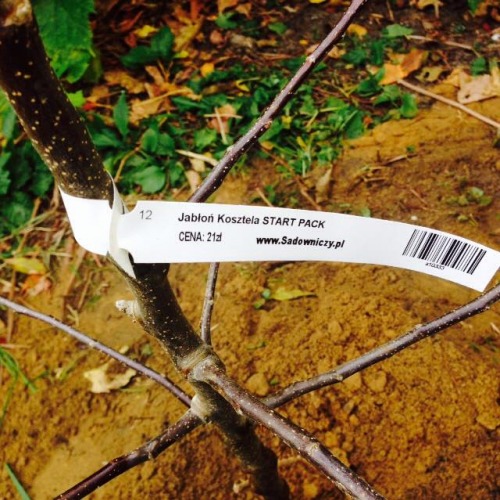 12
Jabłoń Kosztela START PACK
CENA: 21zł
www.Sadowniczy.pl